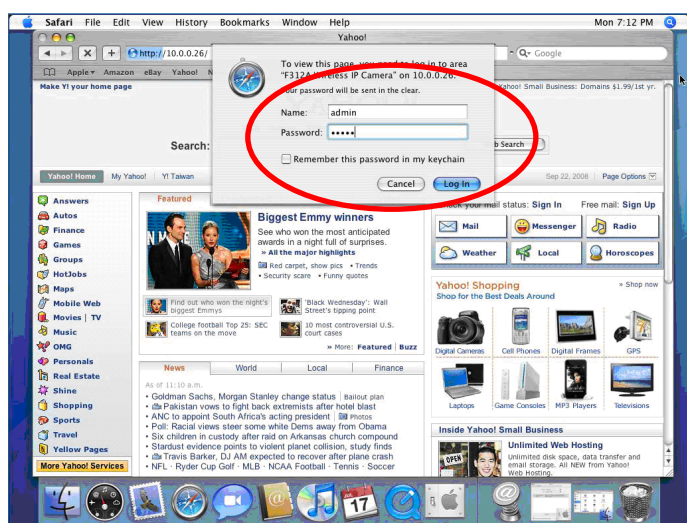 Safari File Edit View History Bookmarks Window Help Mon 7:12 PM
Yahoo!
http://10.0.0.26/
Google
Apple Amazon eBay Yahoo!
To view this page, you need to log in to area
"F312A Wireless IP Camera" on 10.0.0.26.
Your password will be sent in the clear.
Name: admin
Password: •••••
Remember this password in my keychain
Cancel Log In
Make Y! your home page
Yahoo! Small Business: Domains $1.99/1st yr.
Search:
Search
Yahoo! Home My Yahoo! Y! Taiwan
Sep 22, 2008 Page Options
Answers
Autos
Finance
Games
Groups
HotJobs
Maps
Mobile Web
Movies | TV
Music
OMG
Personals
Real Estate
Shine
Shopping
Sports
Travel
Yellow Pages
More Yahoo! Services
Featured
Biggest Emmy winners
See who won the most anticipated
awards in a night full of surprises.
» All the major highlights
Red carpet, show pics • Trends
• Security scare • Funny quotes
Find out who won the night's
biggest Emmys
'Black Wednesday': Wall
Street's tipping point
College football Top 25: SEC
teams on the move
10 most controversial U.S.
court cases
» More: Featured | Buzz
News World Local Finance
As of 11:10 a.m.
• Goldman Sachs, Morgan Stanley change status | Bailout plan
• Pakistan vows to fight back extremists after hotel blast
• ANC to appoint South Africa's acting president | Photos
• Poll: Racial views steer some white Dems away from Obama
• Six children in custody after raid on Arkansas church compound
• Stardust evidence points to violent planet collision, study finds
• Travis Barker, DJ AM expected to recover after plane crash
• NFL · Ryder Cup Golf · MLB · NCAA Football · Tennis · Soccer
your mail status: Sign In Free mail: Sign Up
Mail Messenger Radio
Weather Local Horoscopes
Yahoo! Shopping » Shop now
Shop for the Best Deals Around
Digital Cameras Cell Phones Digital Frames GPS
Laptops Game Consoles MP3 Players Televisions
Inside Yahoo! Small Business
Unlimited Web Hosting
Unlimited disk space, data transfer and
email storage. All NEW from Yahoo!
Web Hosting.
OPEN
17